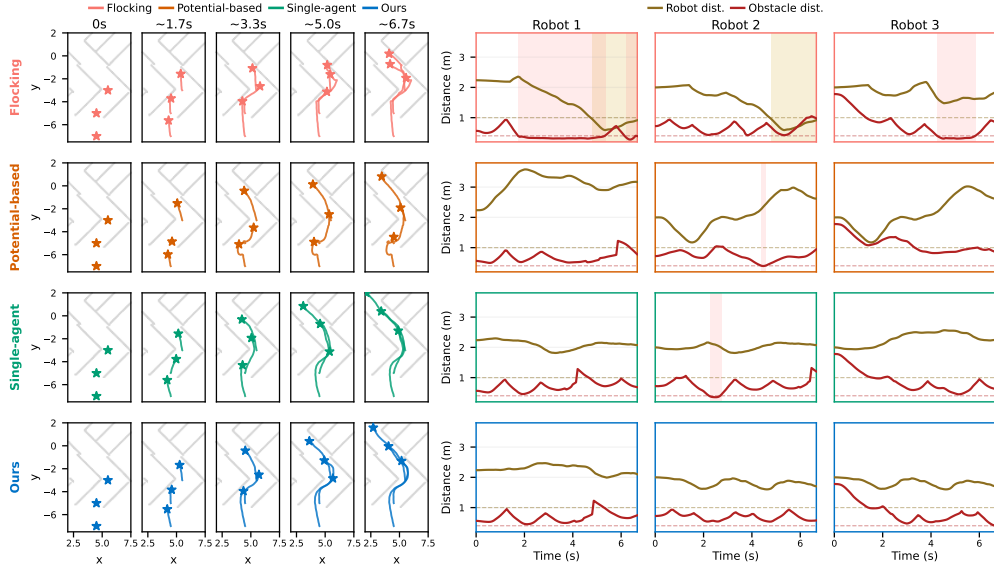 Flocking Potential-based Single-agent Ours
Robot dist. Obstacle dist.
0s ~1.7s ~3.3s ~5.0s ~6.7s
Robot 1 Robot 2 Robot 3
Flocking
y
2
0
−2
−4
−6
Distance (m)
3
2
1
Potential-based
y
2
0
−2
−4
−6
Distance (m)
3
2
1
Single-agent
y
2
0
−2
−4
−6
Distance (m)
3
2
1
Ours
y
2
0
−2
−4
−6
Distance (m)
3
2
1
2.5 5.0 7.5 2.5 5.0 7.5 2.5 5.0 7.5 2.5 5.0 7.5 2.5 5.0 7.5
x x x x x
0 2 4 6 0 2 4 6 0 2 4 6
Time (s) Time (s) Time (s)